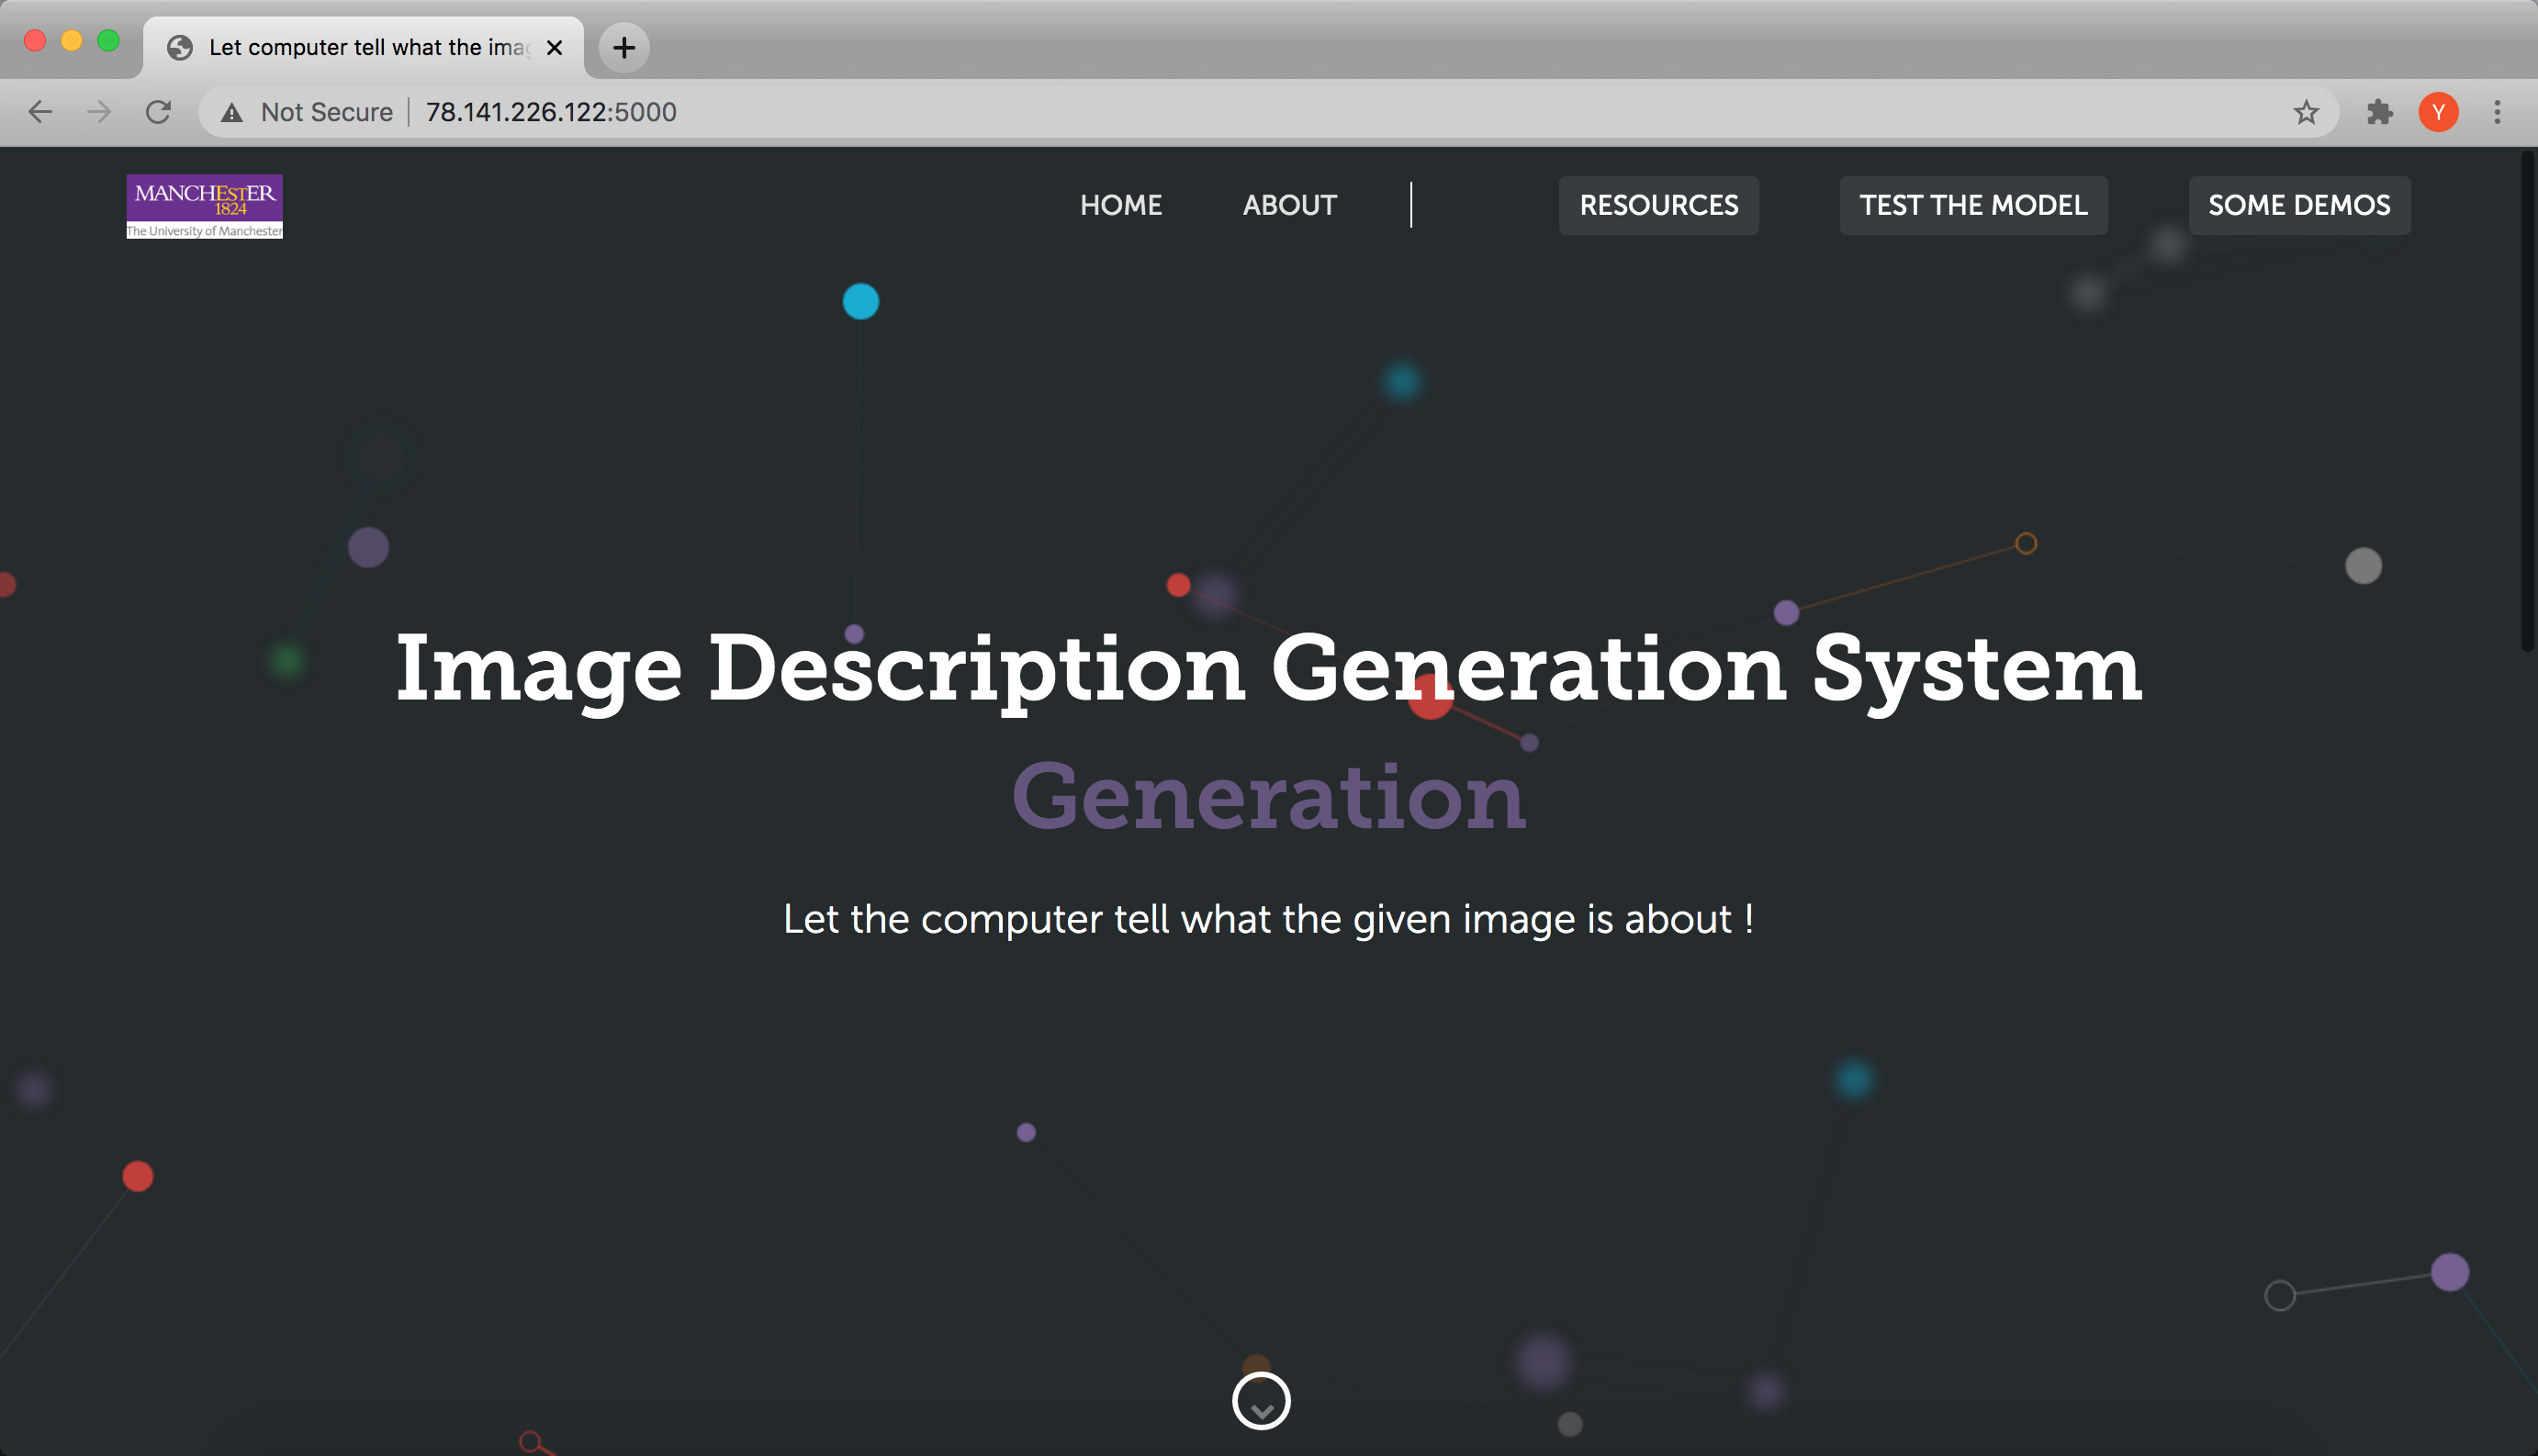 Let computer tell what the imag
Not Secure
78.141.226.122:5000
Y
MANCHESTER
1824
The University of Manchester
HOME
ABOUT
RESOURCES
TEST THE MODEL
SOME DEMOS
Image Description Generation System
Generation
Let the computer tell what the given image is about !